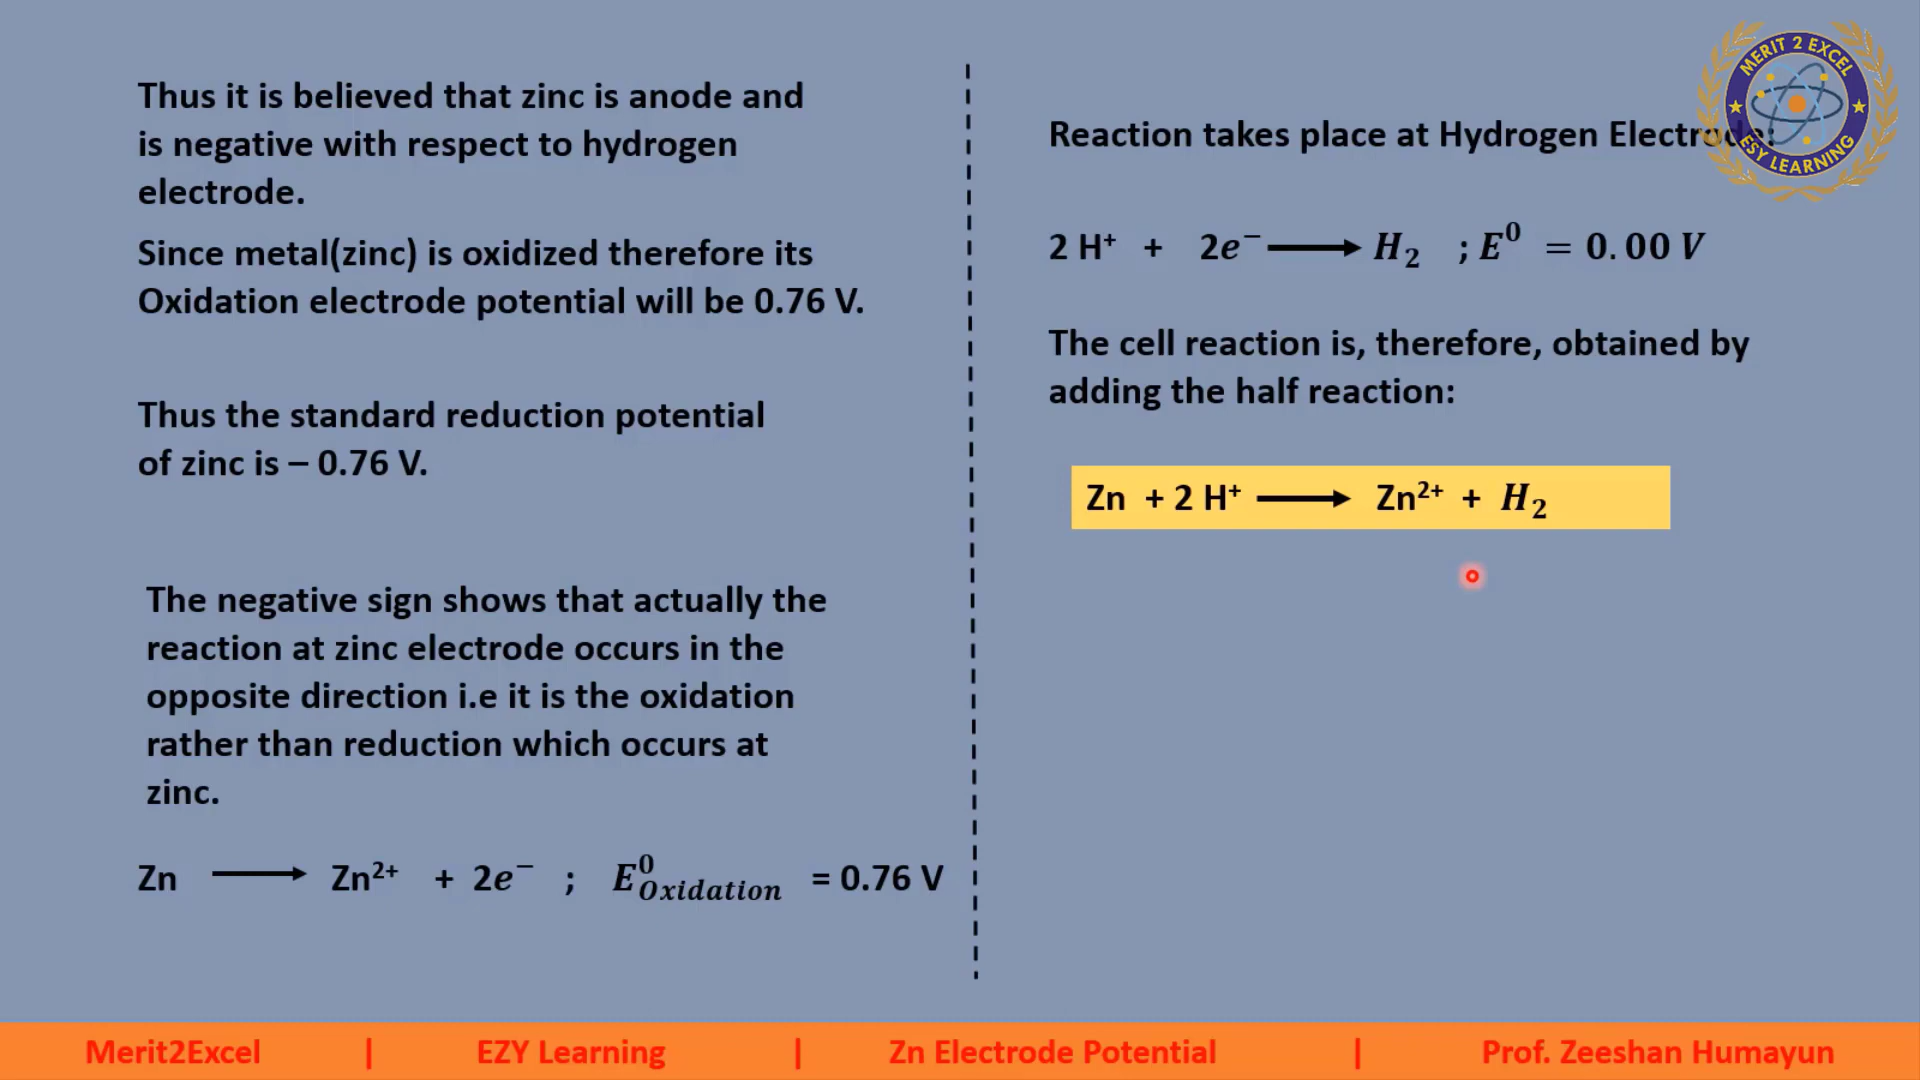 Thus it is believed that zinc is anode and
is negative with respect to hydrogen
electrode.
Since metal(zinc) is oxidized therefore its
Oxidation electrode potential will be 0.76 V.
Thus the standard reduction potential
of zinc is – 0.76 V.
The negative sign shows that actually the
reaction at zinc electrode occurs in the
opposite direction i.e it is the oxidation
rather than reduction which occurs at
zinc.
Zn ⟶ Zn²⁺ + 2e⁻ ; E⁰ Oxidation = 0.76 V
Reaction takes place at Hydrogen Electrode:
2 H⁺ + 2e⁻ ⟶ H₂ ; E⁰ = 0.00 V
The cell reaction is, therefore, obtained by
adding the half reaction:
Zn + 2 H⁺ ⟶ Zn²⁺ + H₂
MERIT 2 EXCEL
ESY LEARNING
Merit2Excel | EZY Learning | Zn Electrode Potential | Prof. Zeeshan Humayun